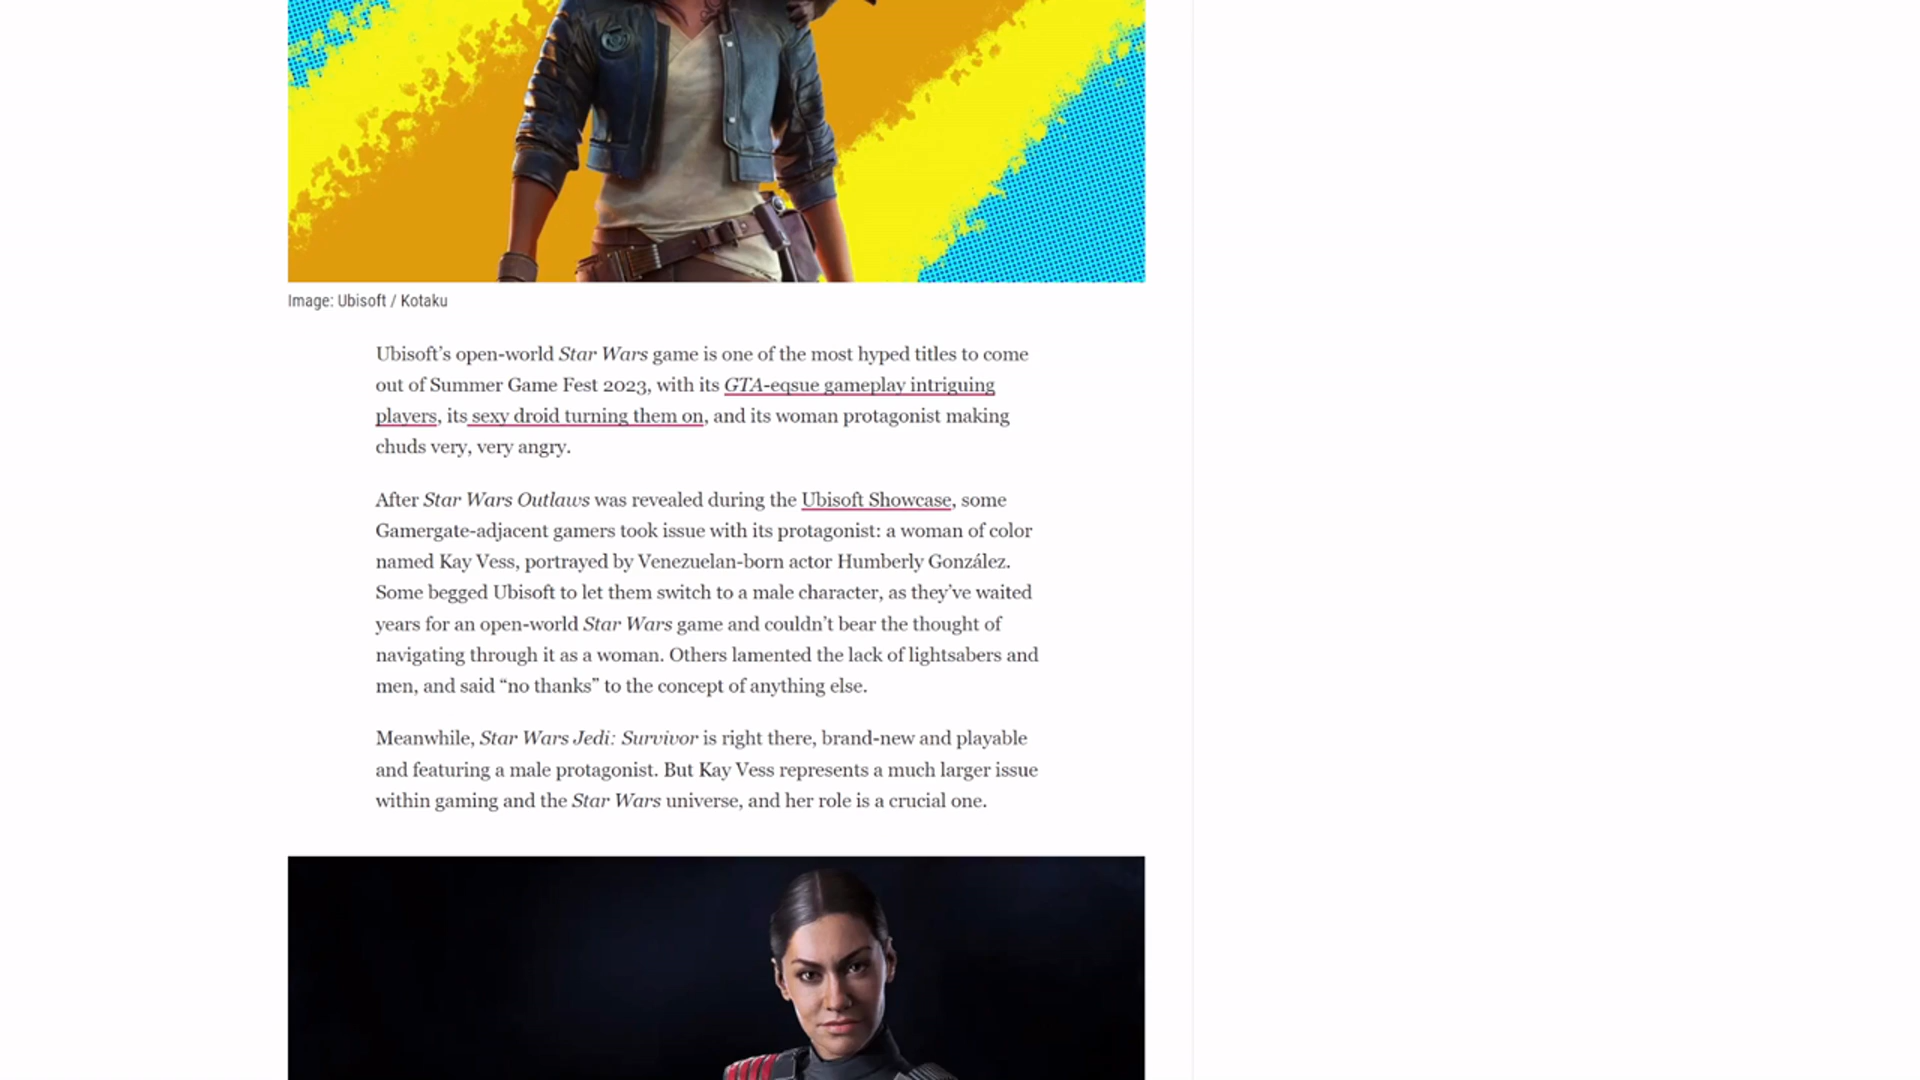 Image: Ubisoft / Kotaku
Ubisoft’s open-world Star Wars game is one of the most hyped titles to come
out of Summer Game Fest 2023, with its GTA-eqsue gameplay intriguing
players, its sexy droid turning them on, and its woman protagonist making
chuds very, very angry.
After Star Wars Outlaws was revealed during the Ubisoft Showcase, some
Gamergate-adjacent gamers took issue with its protagonist: a woman of color
named Kay Vess, portrayed by Venezuelan-born actor Humberly González.
Some begged Ubisoft to let them switch to a male character, as they’ve waited
years for an open-world Star Wars game and couldn’t bear the thought of
navigating through it as a woman. Others lamented the lack of lightsabers and
men, and said “no thanks” to the concept of anything else.
Meanwhile, Star Wars Jedi: Survivor is right there, brand-new and playable
and featuring a male protagonist. But Kay Vess represents a much larger issue
within gaming and the Star Wars universe, and her role is a crucial one.